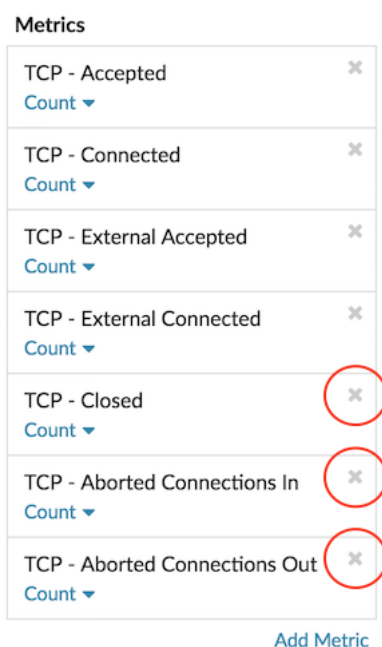 Metrics
TCP - Accepted
Count
TCP - Connected
Count
TCP - External Accepted
Count
TCP - External Connected
Count
TCP - Closed
Count
TCP - Aborted Connections In
Count
TCP - Aborted Connections Out
Count
Add Metric